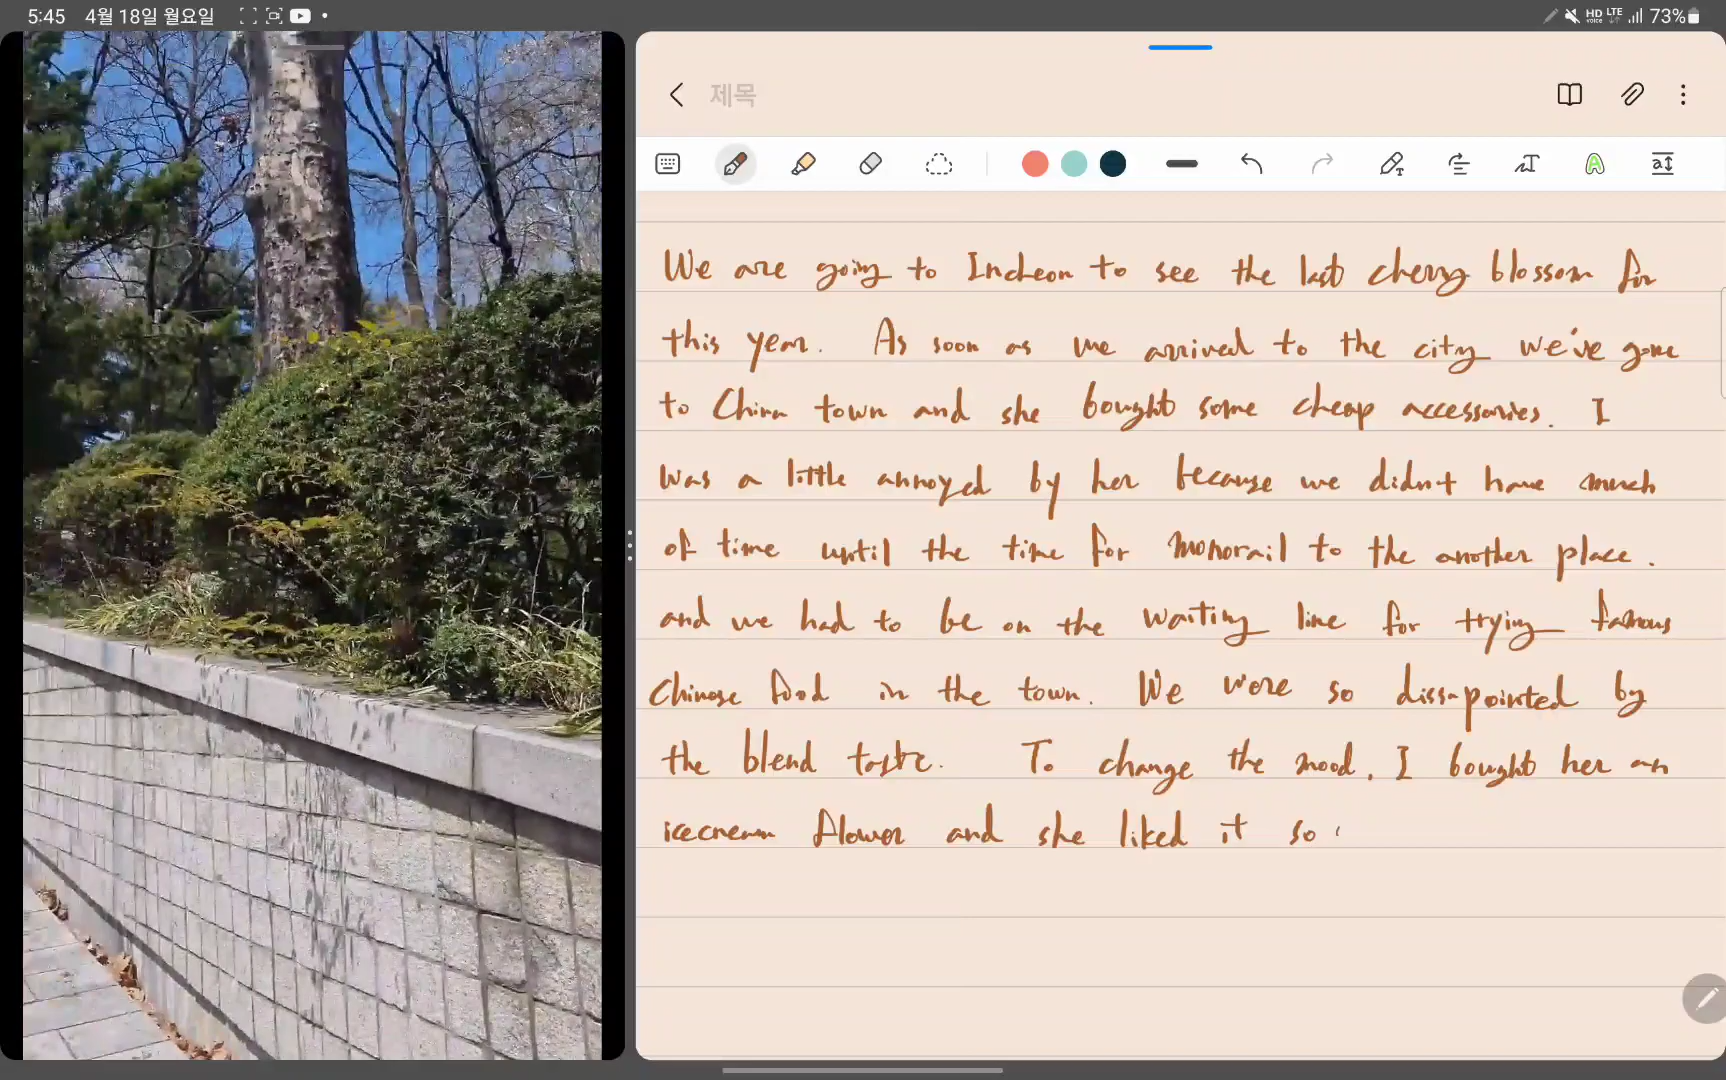 5:45 4월 18일 월요일 HD voice LTE 73%
제목
We are going to Incheon to see the last cherry blossom for
this year. As soon as we arrived to the city we've gone
to China town and she bought some cheap accessories. I
was a little annoyed by her because we didn't have much
of time until the time for monorail to the another place.
and we had to be on the waiting line for trying famous
Chinese food in the town. We were so dissapointed by
the blend taste. To change the mood, I bought her an
icecream flower and she liked it so